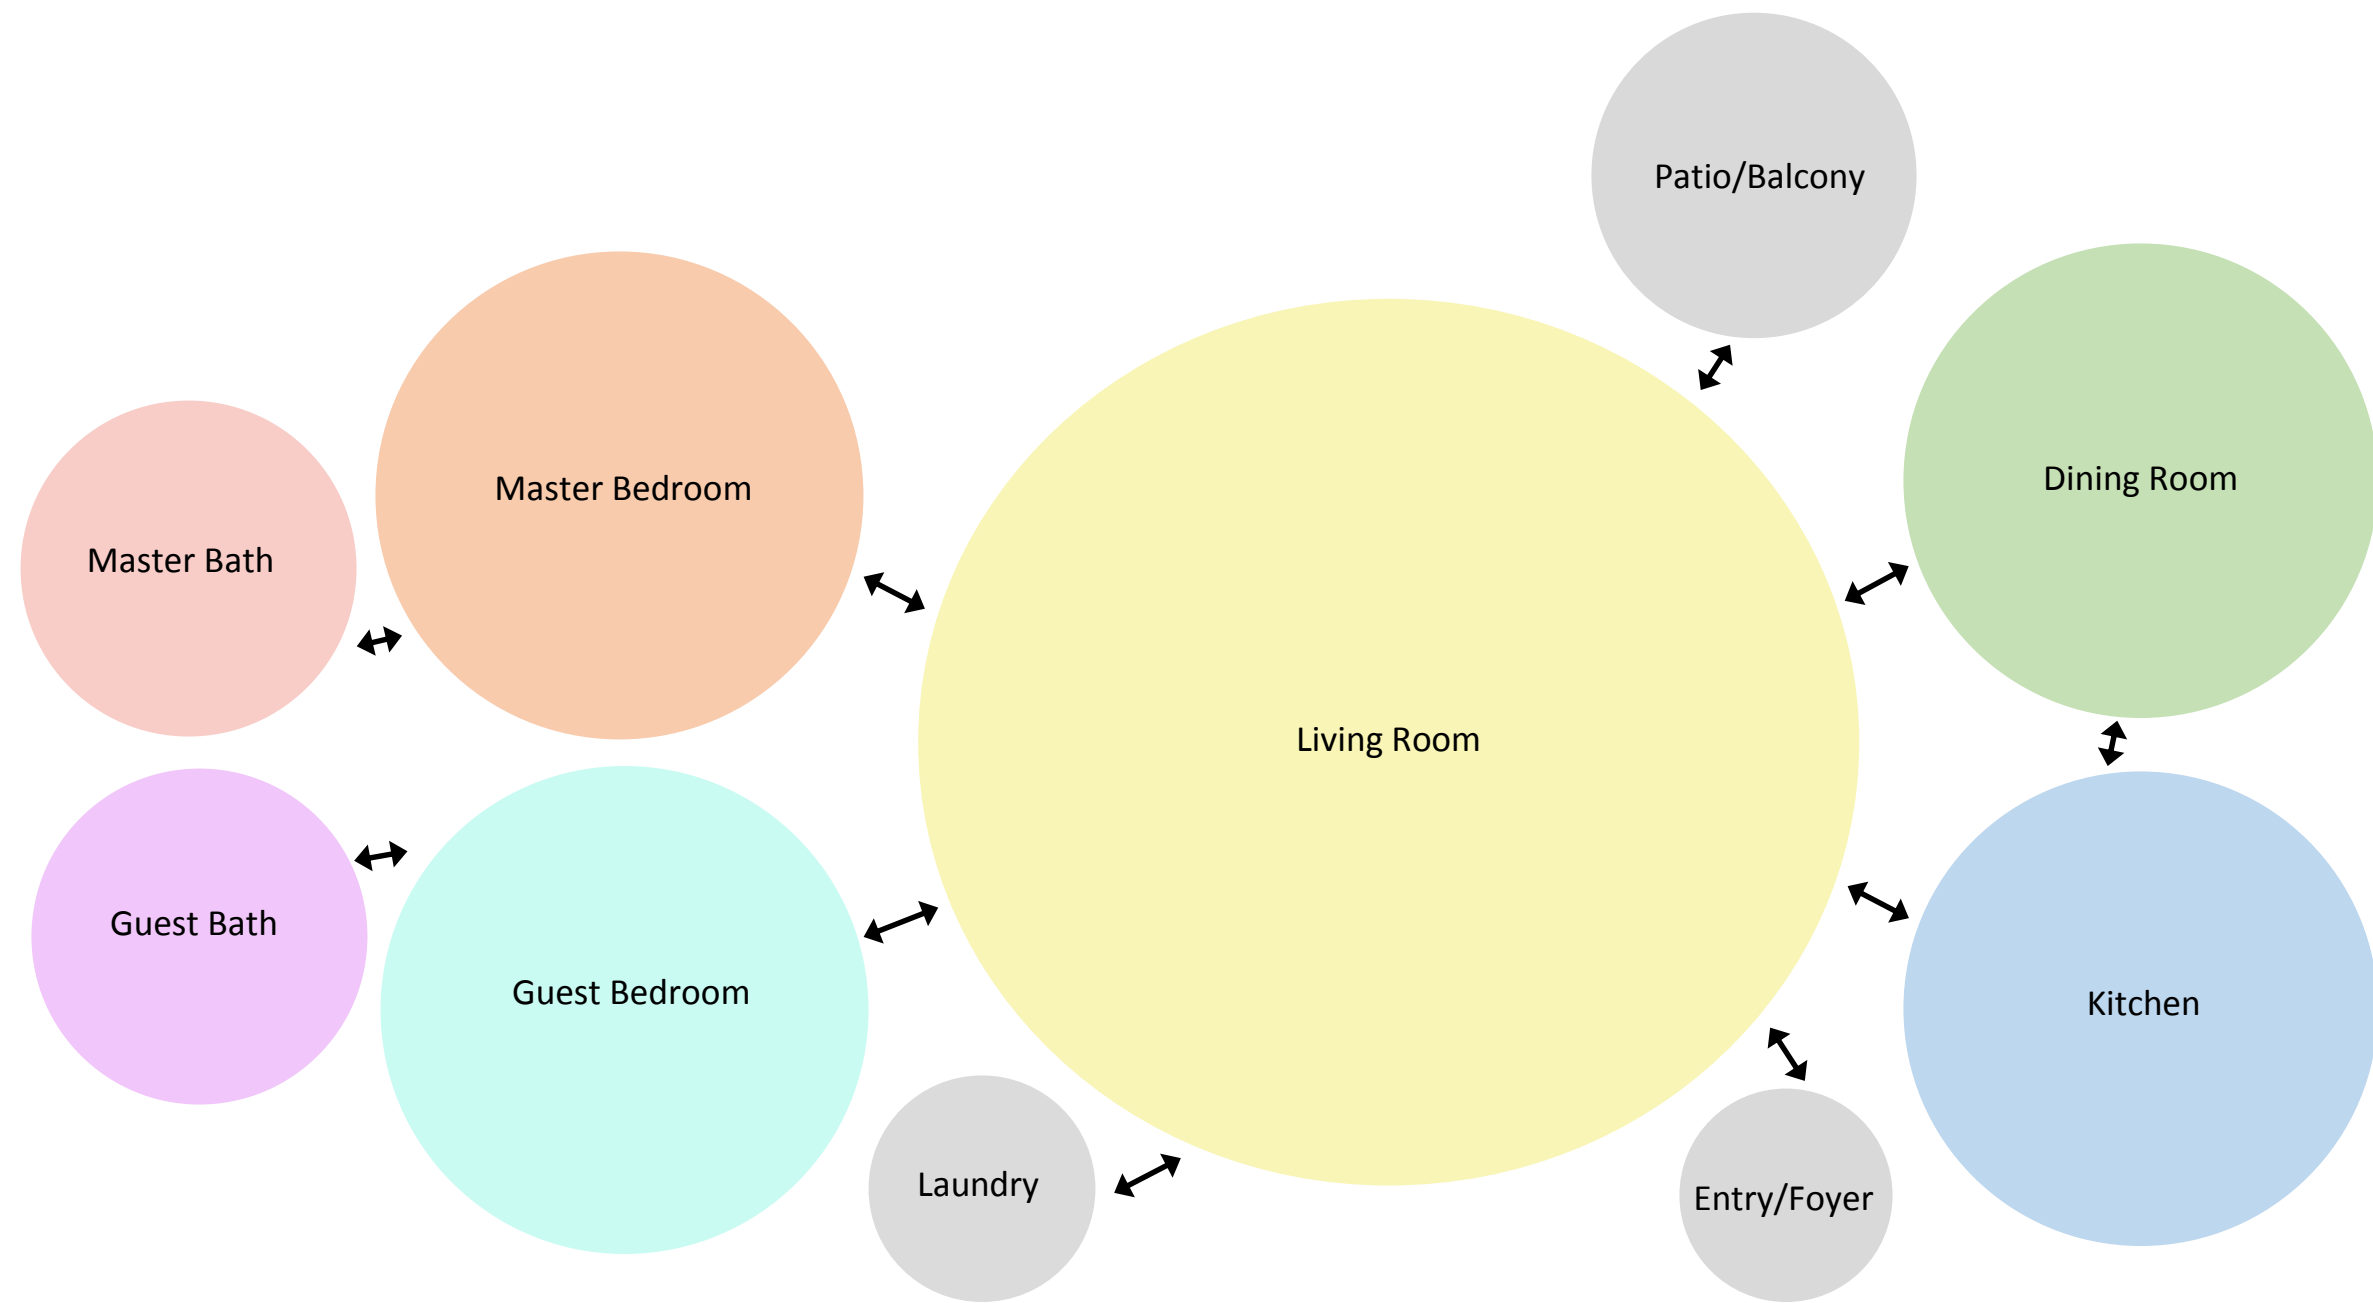 Patio/Balcony
Dining Room
Master Bedroom
Master Bath
Living Room
Guest Bath
Guest Bedroom
Kitchen
Laundry
Entry/Foyer